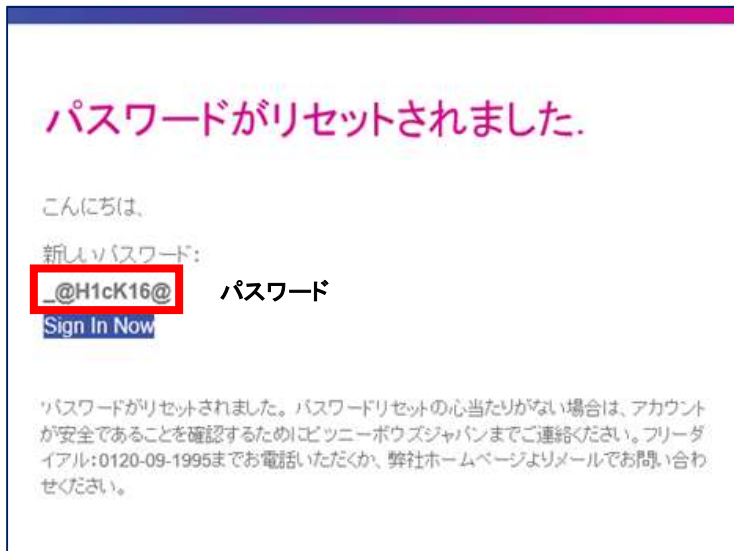 パスワードがリセットされました.
こんにちは、
新しいパスワード:
_@H1cK16@ パスワード
Sign In Now
パスワードがリセットされました。パスワードリセットの心当たりがない場合は、アカウント
が安全であることを確認するためにピツニーボウズジャパンまでご連絡ください。フリーダ
イアル:0120-09-1995までお電話いただくか、弊社ホームページよりメールでお問い合わ
せください。